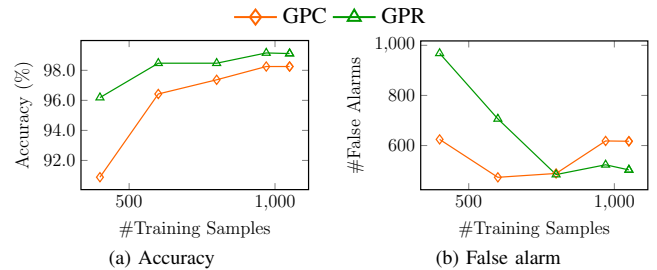 GPC GPR
Accuracy (%)
98.0
96.0
94.0
92.0
500 1,000
#Training Samples
(a) Accuracy
#False Alarms
1,000
800
600
500 1,000
#Training Samples
(b) False alarm